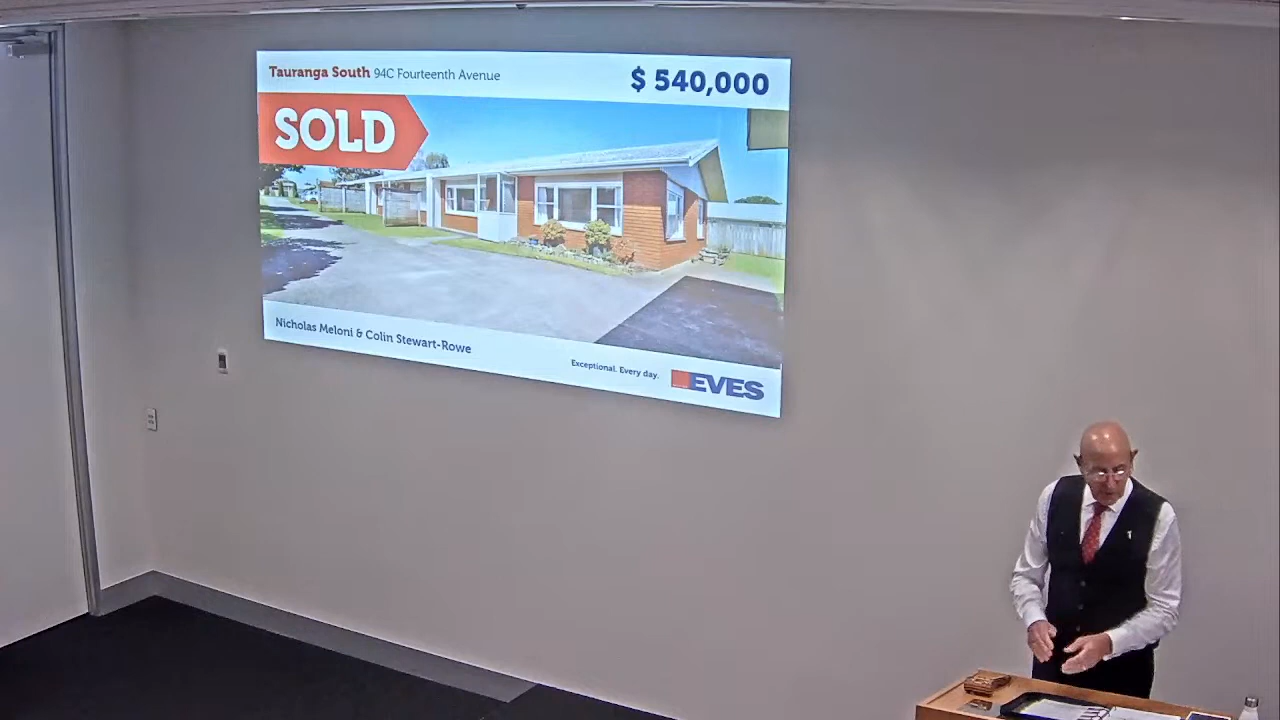 Tauranga South 94C Fourteenth Avenue
$ 540,000
SOLD
Nicholas Meloni & Colin Stewart-Rowe
Exceptional. Every day.
EVES